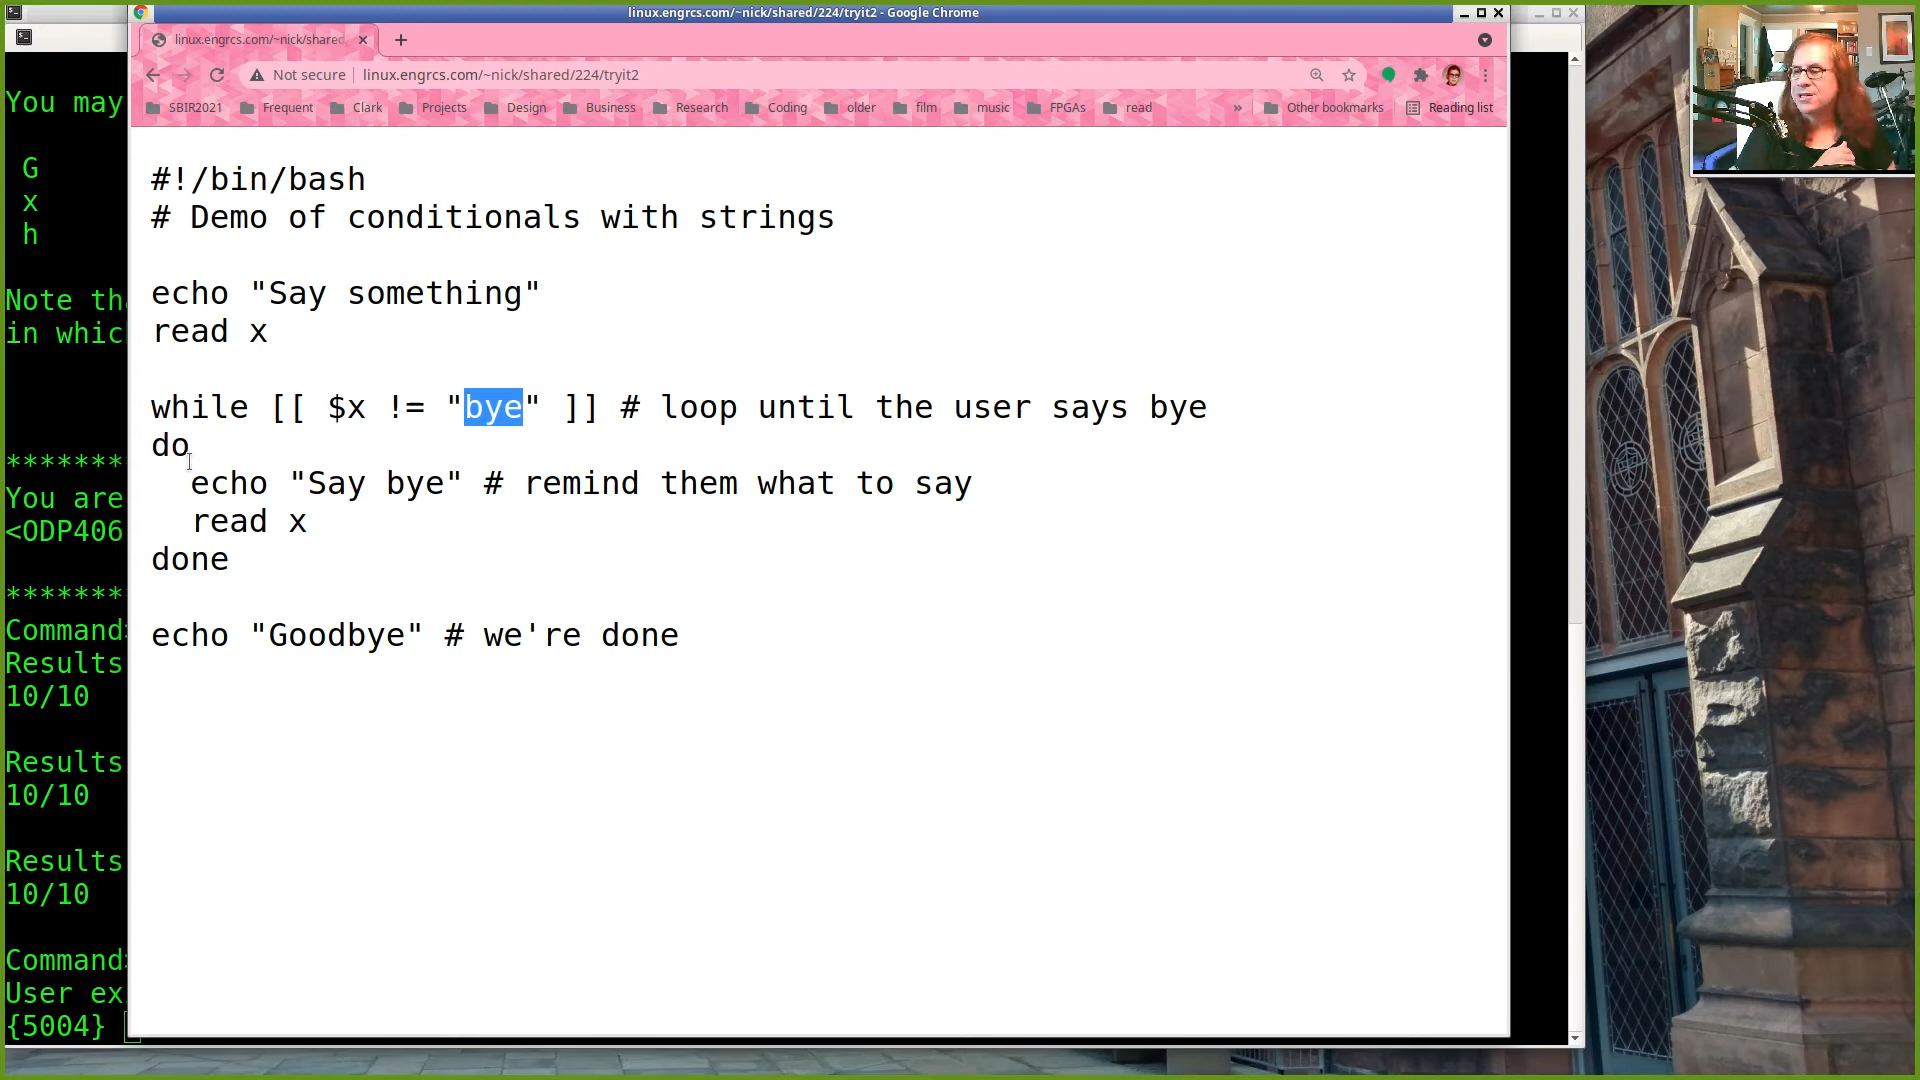 linux.engrcs.com/~nick/shared/224/tryit2 - Google Chrome
linux.engrcs.com/~nick/shared
Not secure
linux.engrcs.com/~nick/shared/224/tryit2
SBIR2021
Frequent
Clark
Projects
Design
Business
Research
Coding
older
film
music
FPGAs
read
»
Other bookmarks
Reading list
#!/bin/bash
# Demo of conditionals with strings
echo "Say something"
read x
while [[ $x != "bye" ]] # loop until the user says bye
do
echo "Say bye" # remind them what to say
read x
done
echo "Goodbye" # we're done
You may
G
x
h
Note th
in whic
*******
You are
<ODP406
*******
Command
Results
10/10
Results
10/10
Results
10/10
Command
User ex
{5004}